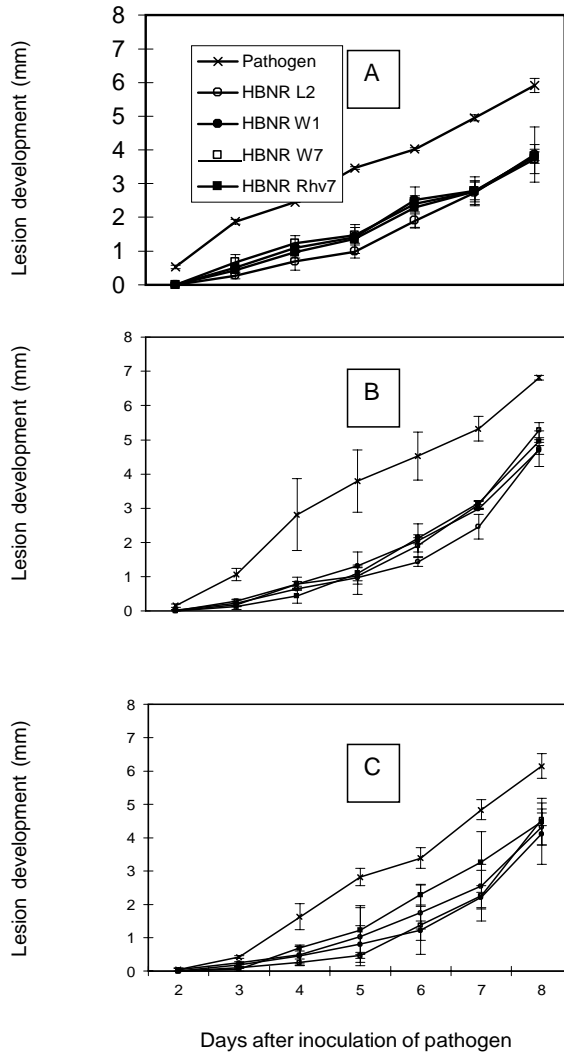 Lesion development (mm)
8
7
6
5
4
3
2
1
0
Pathogen
HBNR L2
HBNR W1
HBNR W7
HBNR Rhv7
A
Lesion development (mm)
8
7
6
5
4
3
2
1
0
B
Lesion development (mm)
8
7
6
5
4
3
2
1
0
C
2 3 4 5 6 7 8
Days after inoculation of pathogen